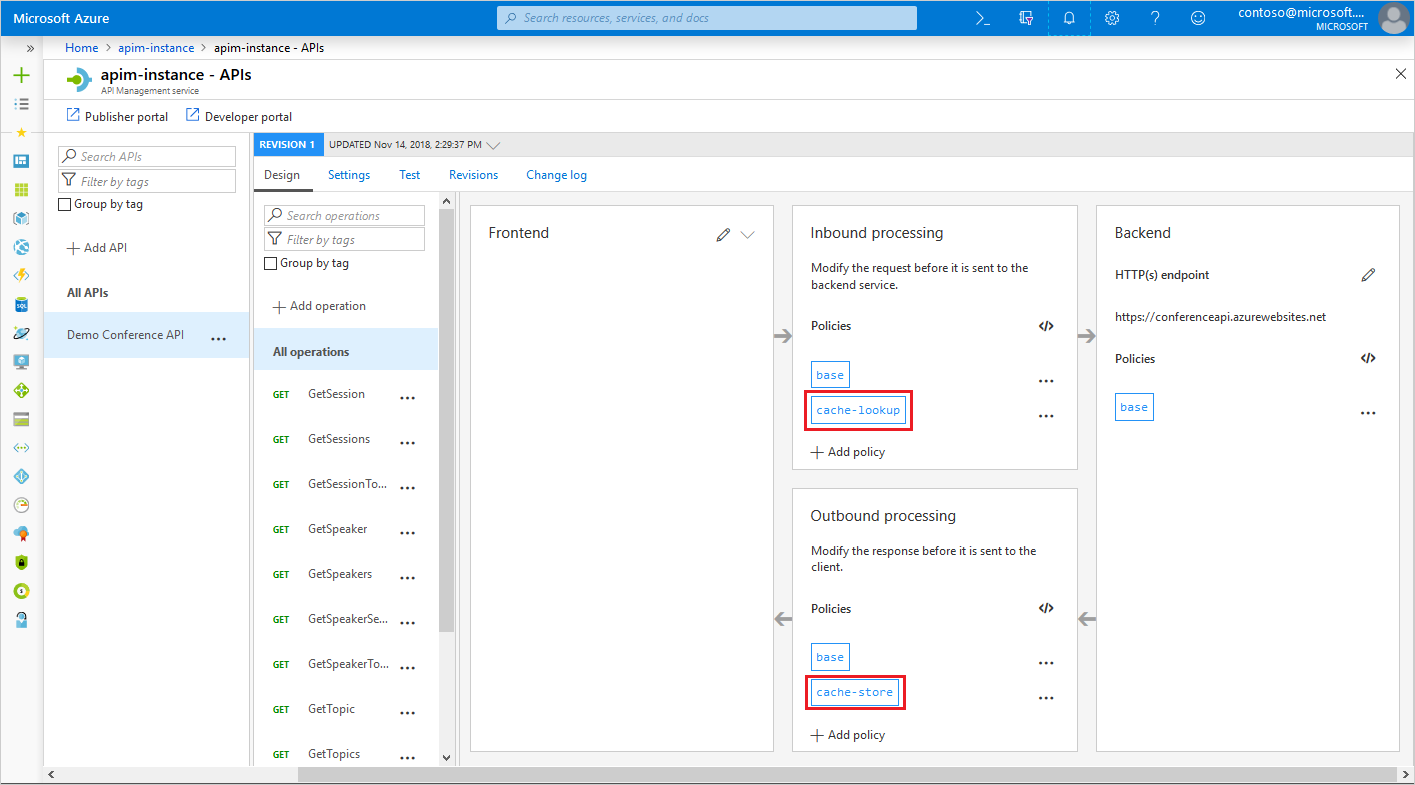 Microsoft Azure
Search resources, services, and docs
contoso@microsoft....
MICROSOFT
Home > apim-instance > apim-instance - APIs
apim-instance - APIs
API Management service
Publisher portal
Developer portal
Search APIs
Filter by tags
Group by tag
Add API
All APIs
Demo Conference API
REVISION 1
UPDATED Nov 14, 2018, 2:29:37 PM
Design
Settings
Test
Revisions
Change log
Search operations
Filter by tags
Group by tag
Add operation
All operations
GET GetSession
GET GetSessions
GET GetSessionTo...
GET GetSpeaker
GET GetSpeakers
GET GetSpeakerSe...
GET GetSpeakerTo...
GET GetTopic
GET GetTopics
Frontend
Inbound processing
Modify the request before it is sent to the
backend service.
Policies
base
cache-lookup
Add policy
Outbound processing
Modify the response before it is sent to the
client.
Policies
base
cache-store
Add policy
Backend
HTTP(s) endpoint
https://conferenceapi.azurewebsites.net
Policies
base